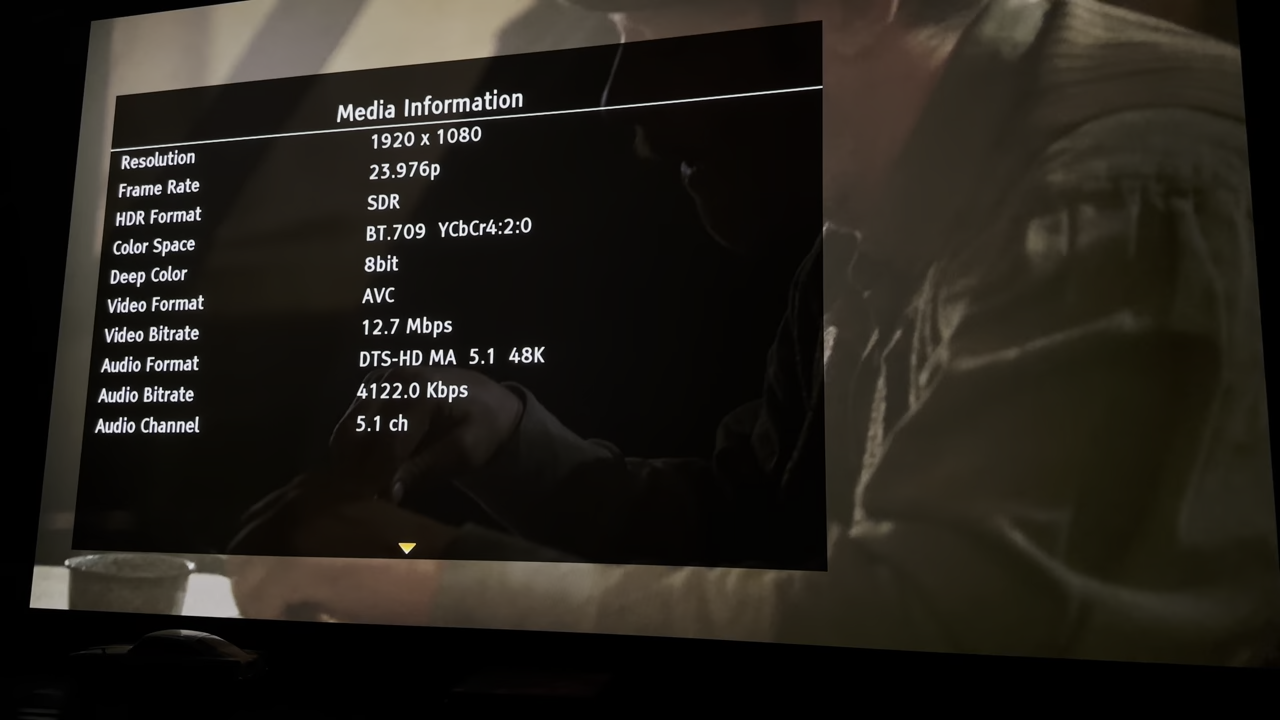 Media Information
Resolution 1920 x 1080
Frame Rate 23.976p
HDR Format SDR
Color Space BT.709 YCbCr4:2:0
Deep Color 8bit
Video Format AVC
Video Bitrate 12.7 Mbps
Audio Format DTS-HD MA 5.1 48K
Audio Bitrate 4122.0 Kbps
Audio Channel 5.1 ch